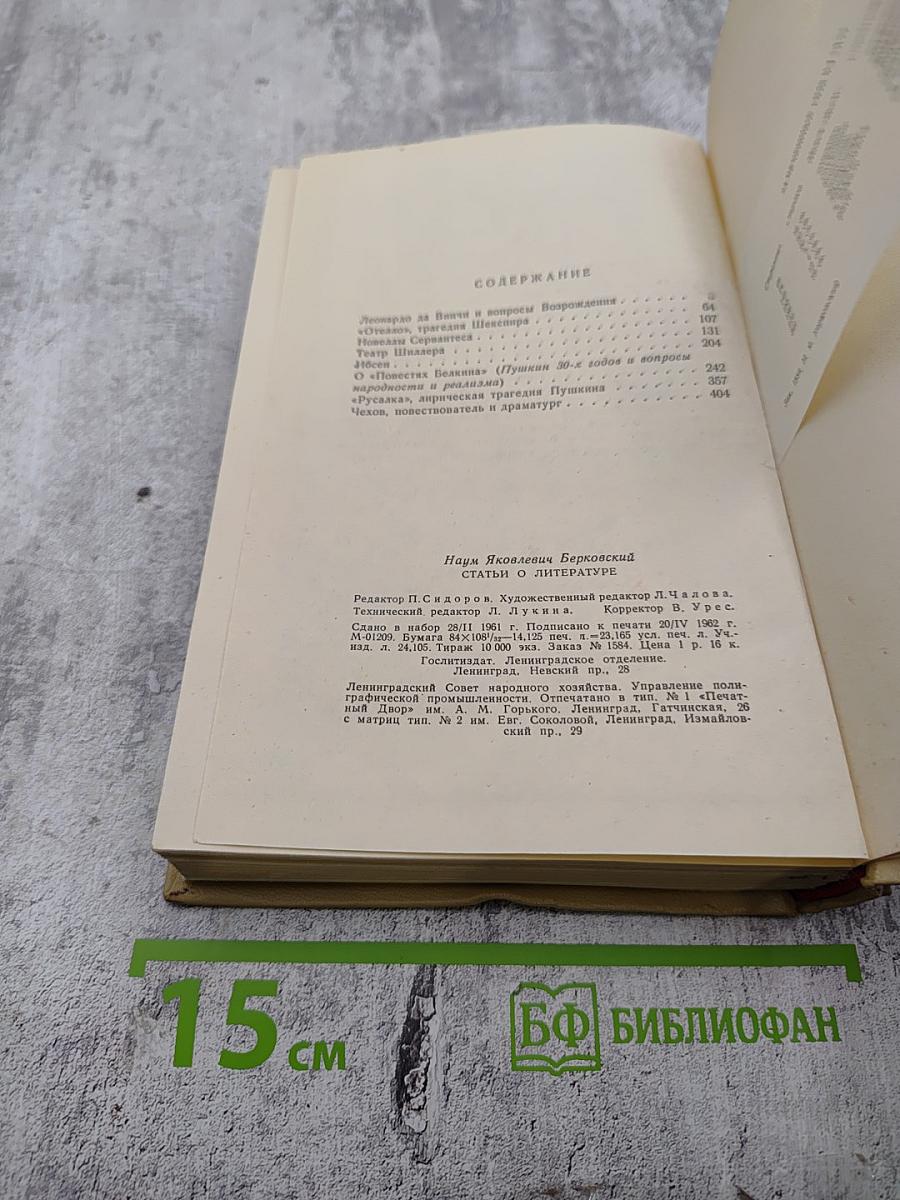 СОДЕРЖАНИЕ
Леонардо да Винчи и вопросы Возрождения . . . . . . 3
«Отелло», трагедия Шекспира . . . . . . . . . . . . 64
Новеллы Сервантеса . . . . . . . . . . . . . . . 107
Театр Шиллера . . . . . . . . . . . . . . . . . 131
Ибсен . . . . . . . . . . . . . . . . . . . . . 204
О «Повестях Белкина» (Пушкин 30-х годов и вопросы
народности и реализма) . . . . . . . . . . . . . 242
«Русалка», лирическая трагедия Пушкина . . . . . . . 357
Чехов, повествователь и драматург . . . . . . . . . . 404
Наум Яковлевич Берковский
СТАТЬИ О ЛИТЕРАТУРЕ
Редактор П. Сидоров. Художественный редактор Л. Чалова.
Технический редактор Л. Лукина. Корректор В. Урес.
Сдано в набор 28/II 1961 г. Подписано к печати 20/IV 1962 г.
М-01209. Бумага 84×108¹/₃₂—14,125 печ. л.=23,165 усл. печ. л. Уч.-
изд. л. 24,105. Тираж 10 000 экз. Заказ № 1584. Цена 1 р. 16 к.
Гослитиздат. Ленинградское отделение.
Ленинград, Невский пр., 28
Ленинградский Совет народного хозяйства. Управление поли-
графической промышленности. Отпечатано в тип. № 1 «Печат-
ный Двор» им. А. М. Горького. Ленинград, Гатчинская, 26
с матриц тип. № 2 им. Евг. Соколовой, Ленинград, Измайлов-
ский пр., 29
15 см
БФ БИБЛИОФАН